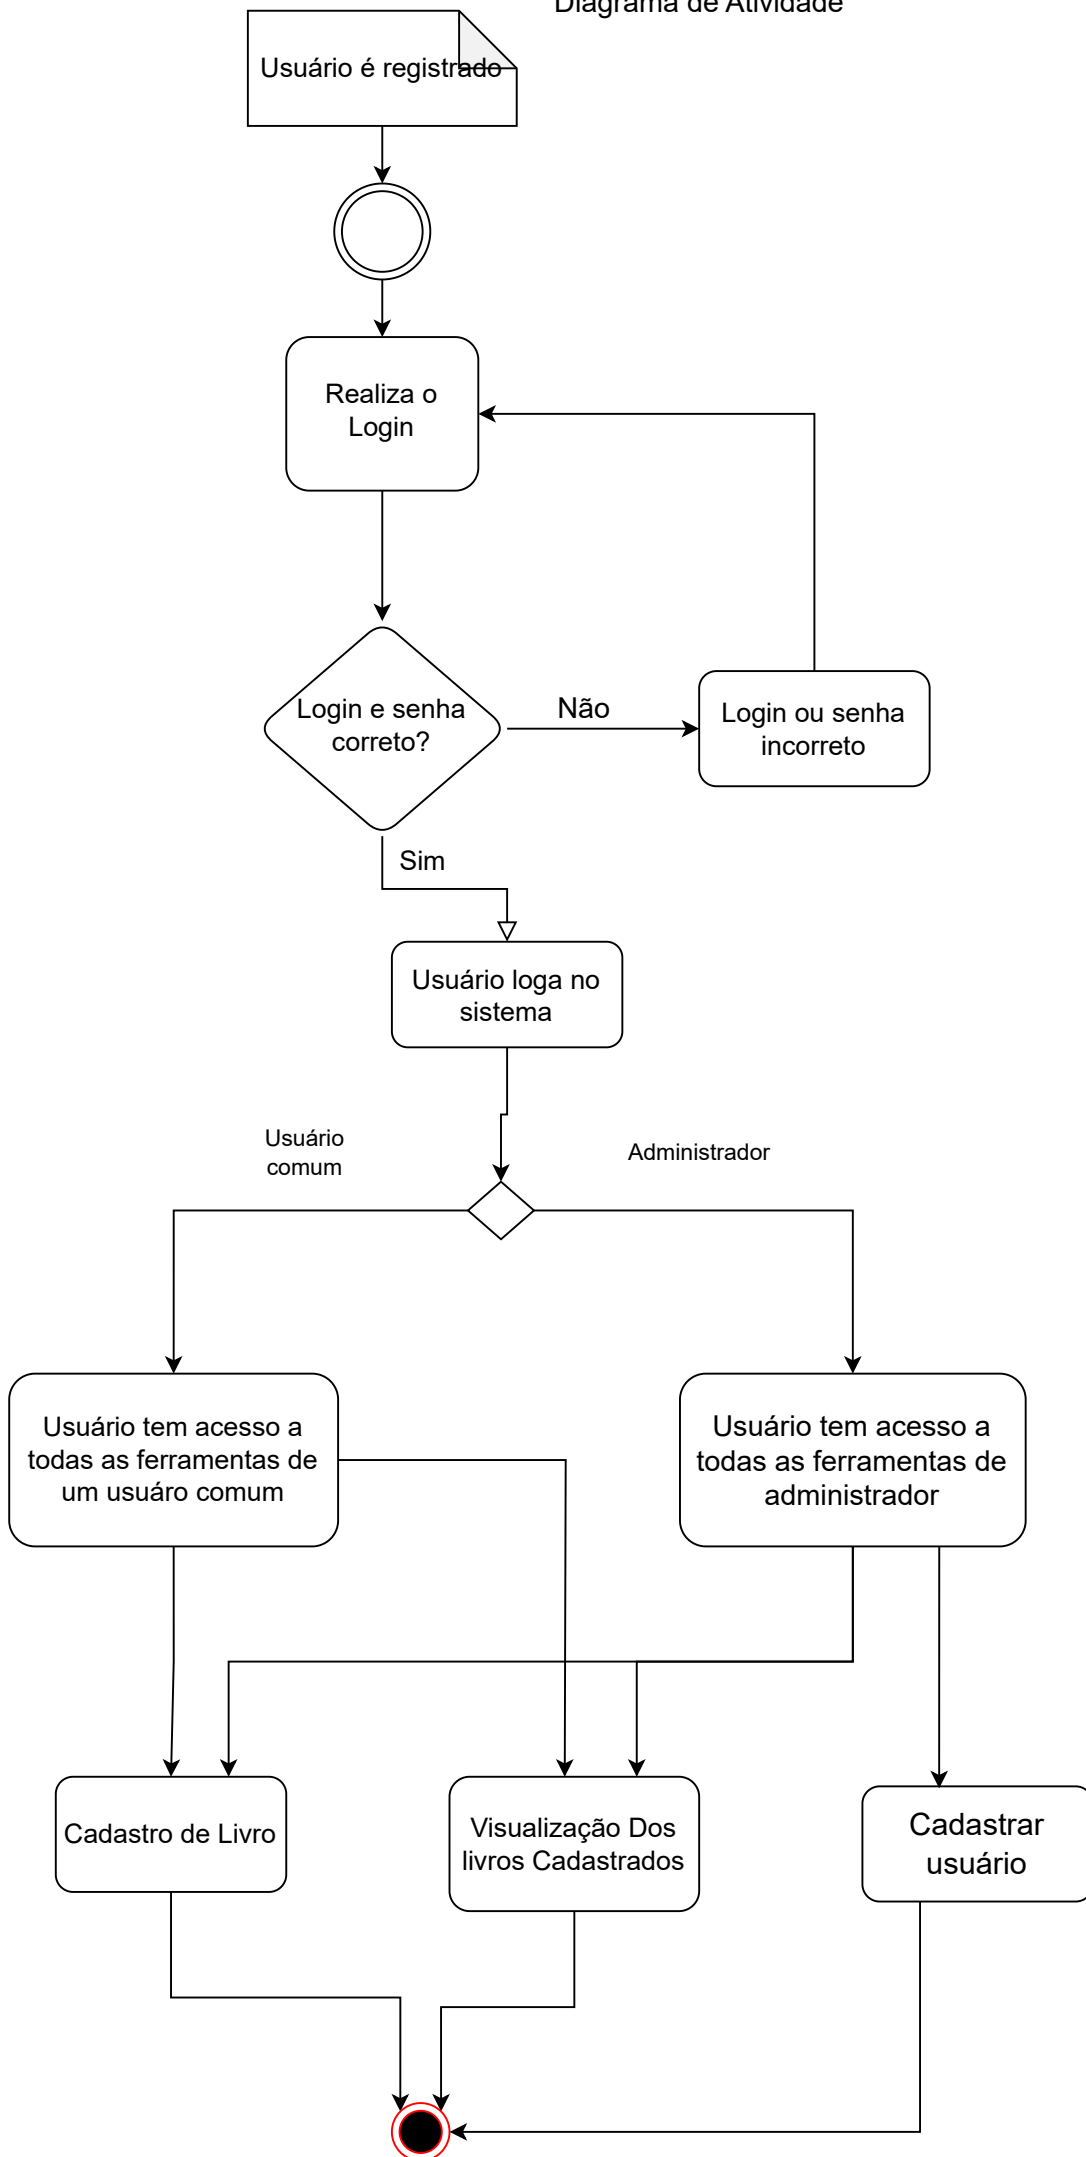 Diagrama de Atividade
Usuário é registrado
Realiza o
Login
Login e senha
correto?
Não
Login ou senha
incorreto
Sim
Usuário loga no
sistema
Usuário
comum
Administrador
Usuário tem acesso a
todas as ferramentas de
um usuáro comum
Usuário tem acesso a
todas as ferramentas de
administrador
Cadastro de Livro
Visualização Dos
livros Cadastrados
Cadastrar
usuário